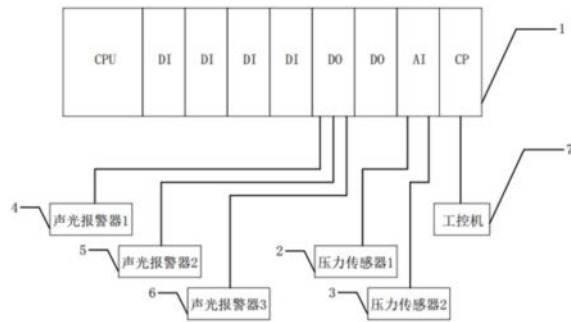 CPU DI DI DI DI DO DO AI CP
1
7
4 声光报警器1 工控机
5 声光报警器2 2 压力传感器1
6 声光报警器3 3 压力传感器2